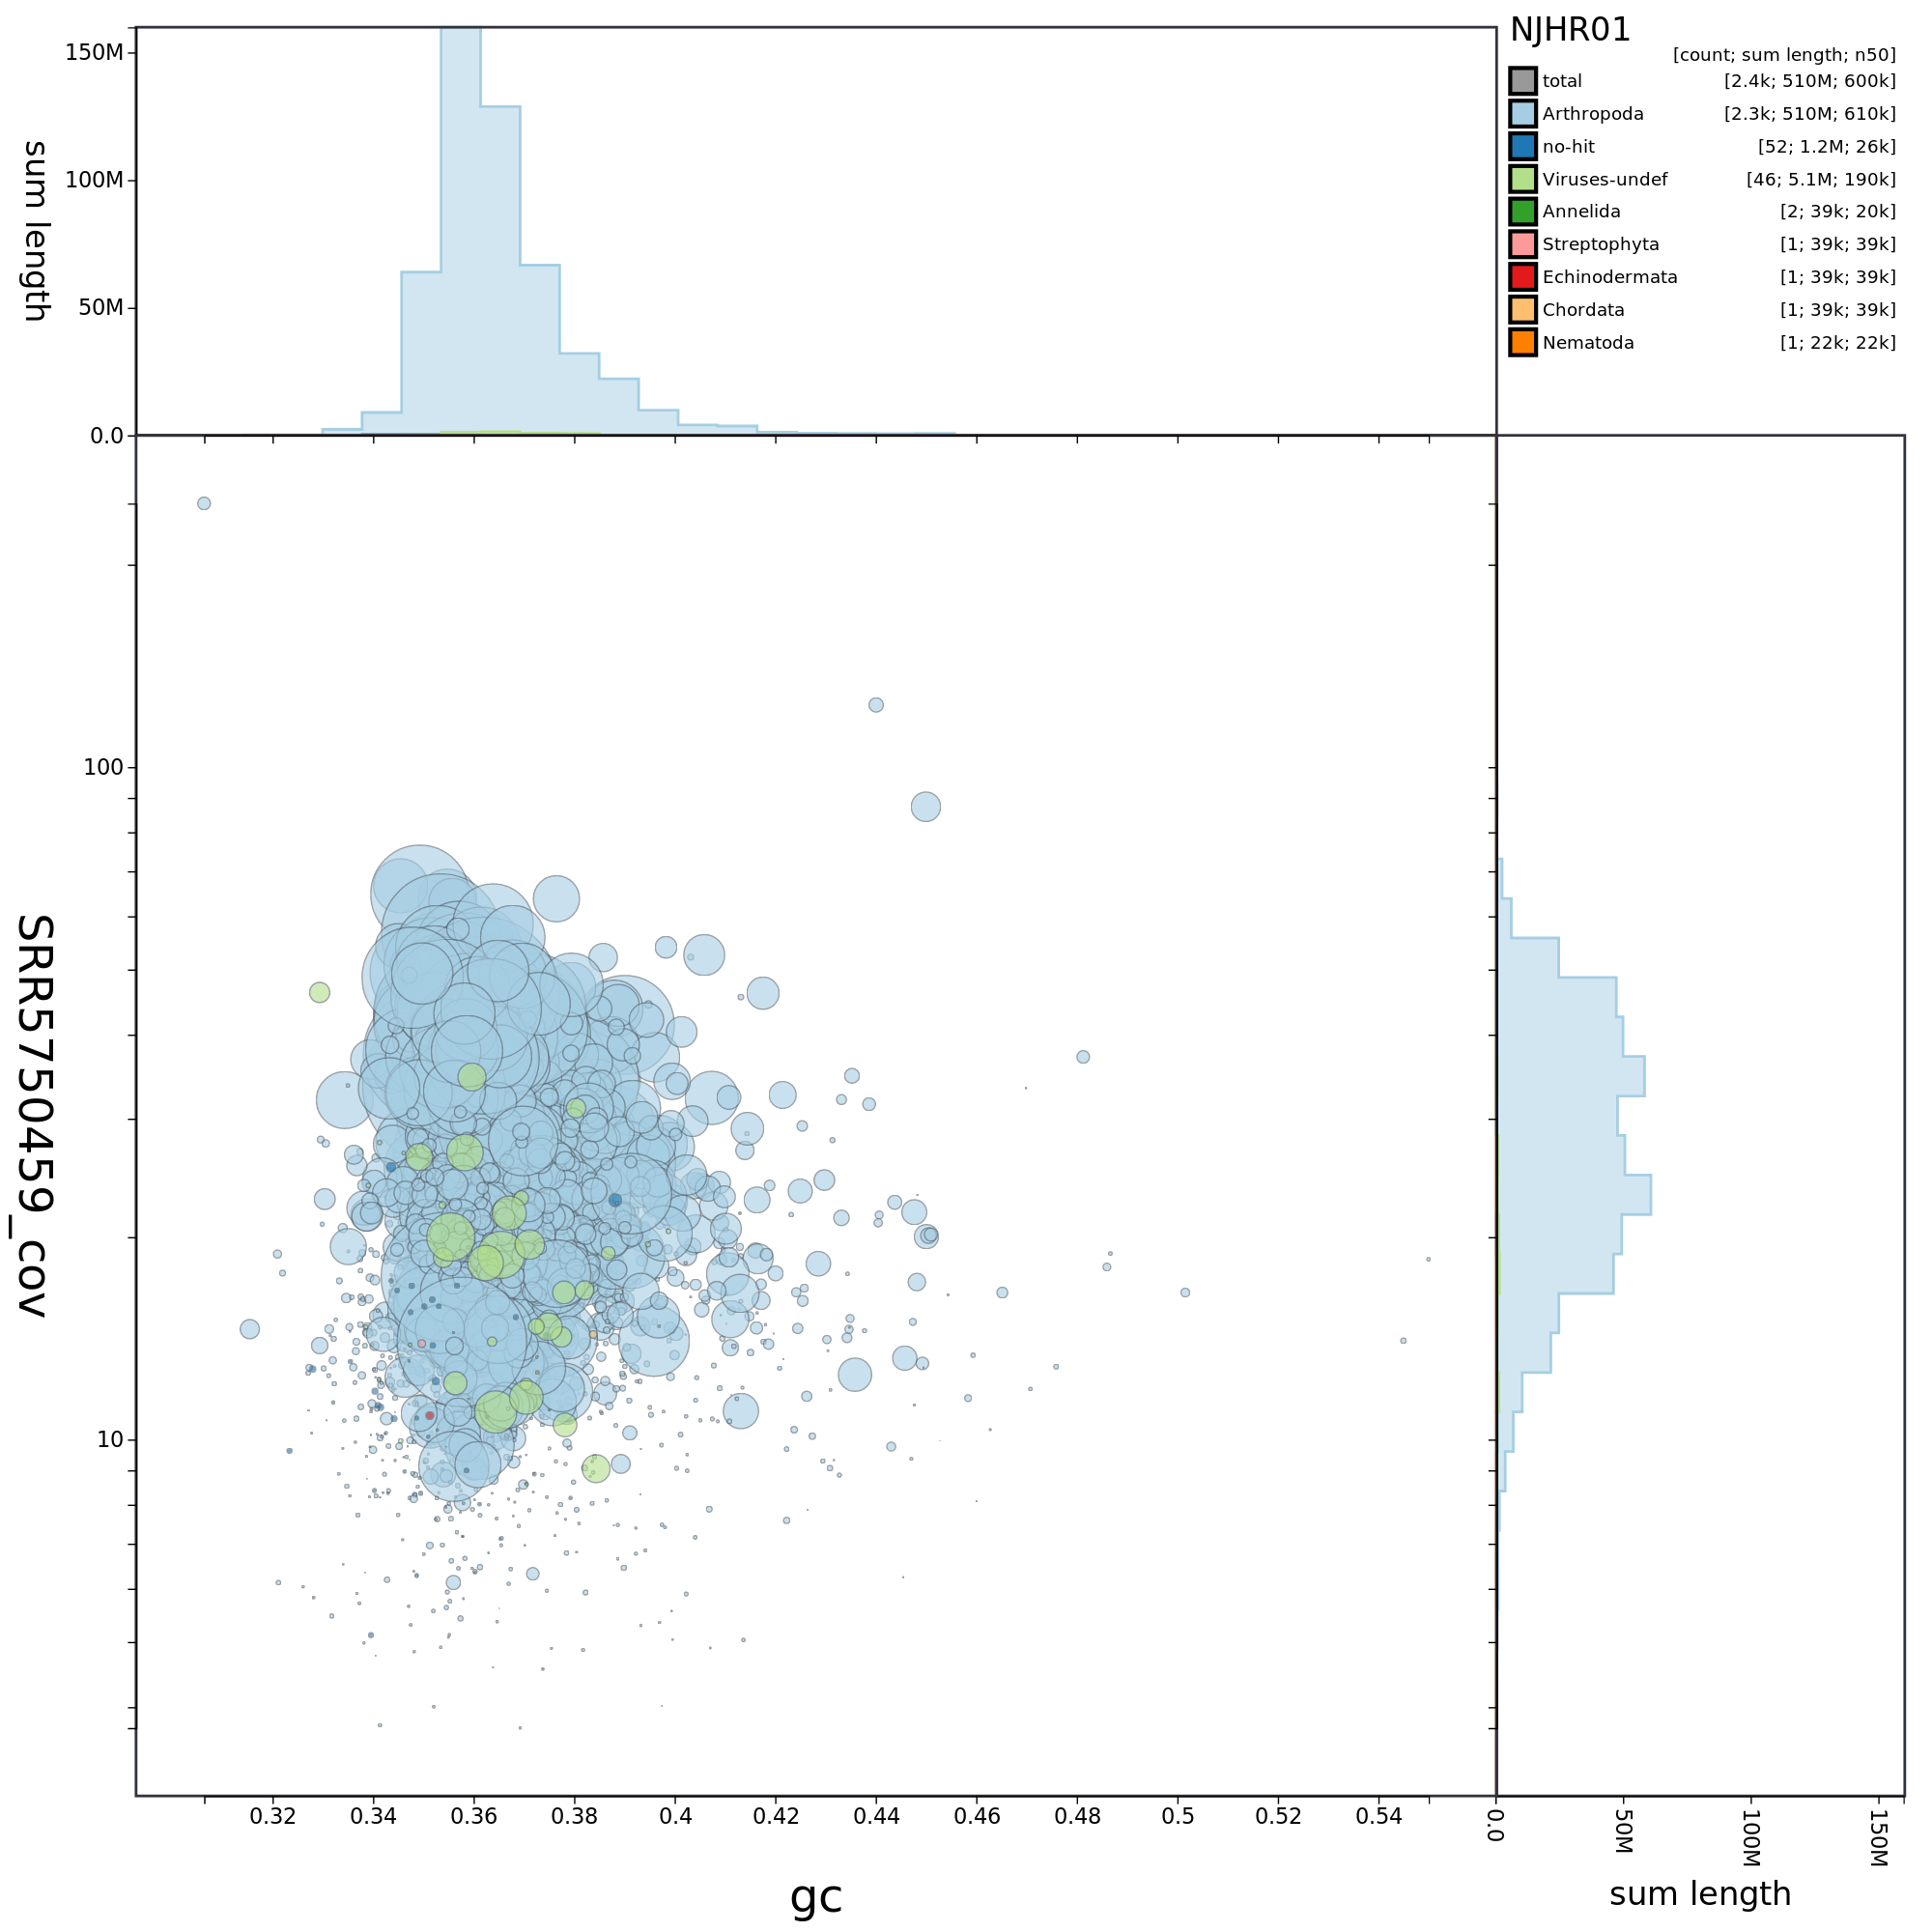 NJHR01
[count; sum length; n50]
total [2.4k; 510M; 600k]
Arthropoda [2.3k; 510M; 610k]
no-hit [52; 1.2M; 26k]
Viruses-undef [46; 5.1M; 190k]
Annelida [2; 39k; 20k]
Streptophyta [1; 39k; 39k]
Echinodermata [1; 39k; 39k]
Chordata [1; 39k; 39k]
Nematoda [1; 22k; 22k]
sum length
150M
100M
50M
0.0
SRR5750459_cov
100
10
0.32 0.34 0.36 0.38 0.4 0.42 0.44 0.46 0.48 0.5 0.52 0.54
gc
0.0 50M 100M 150M
sum length